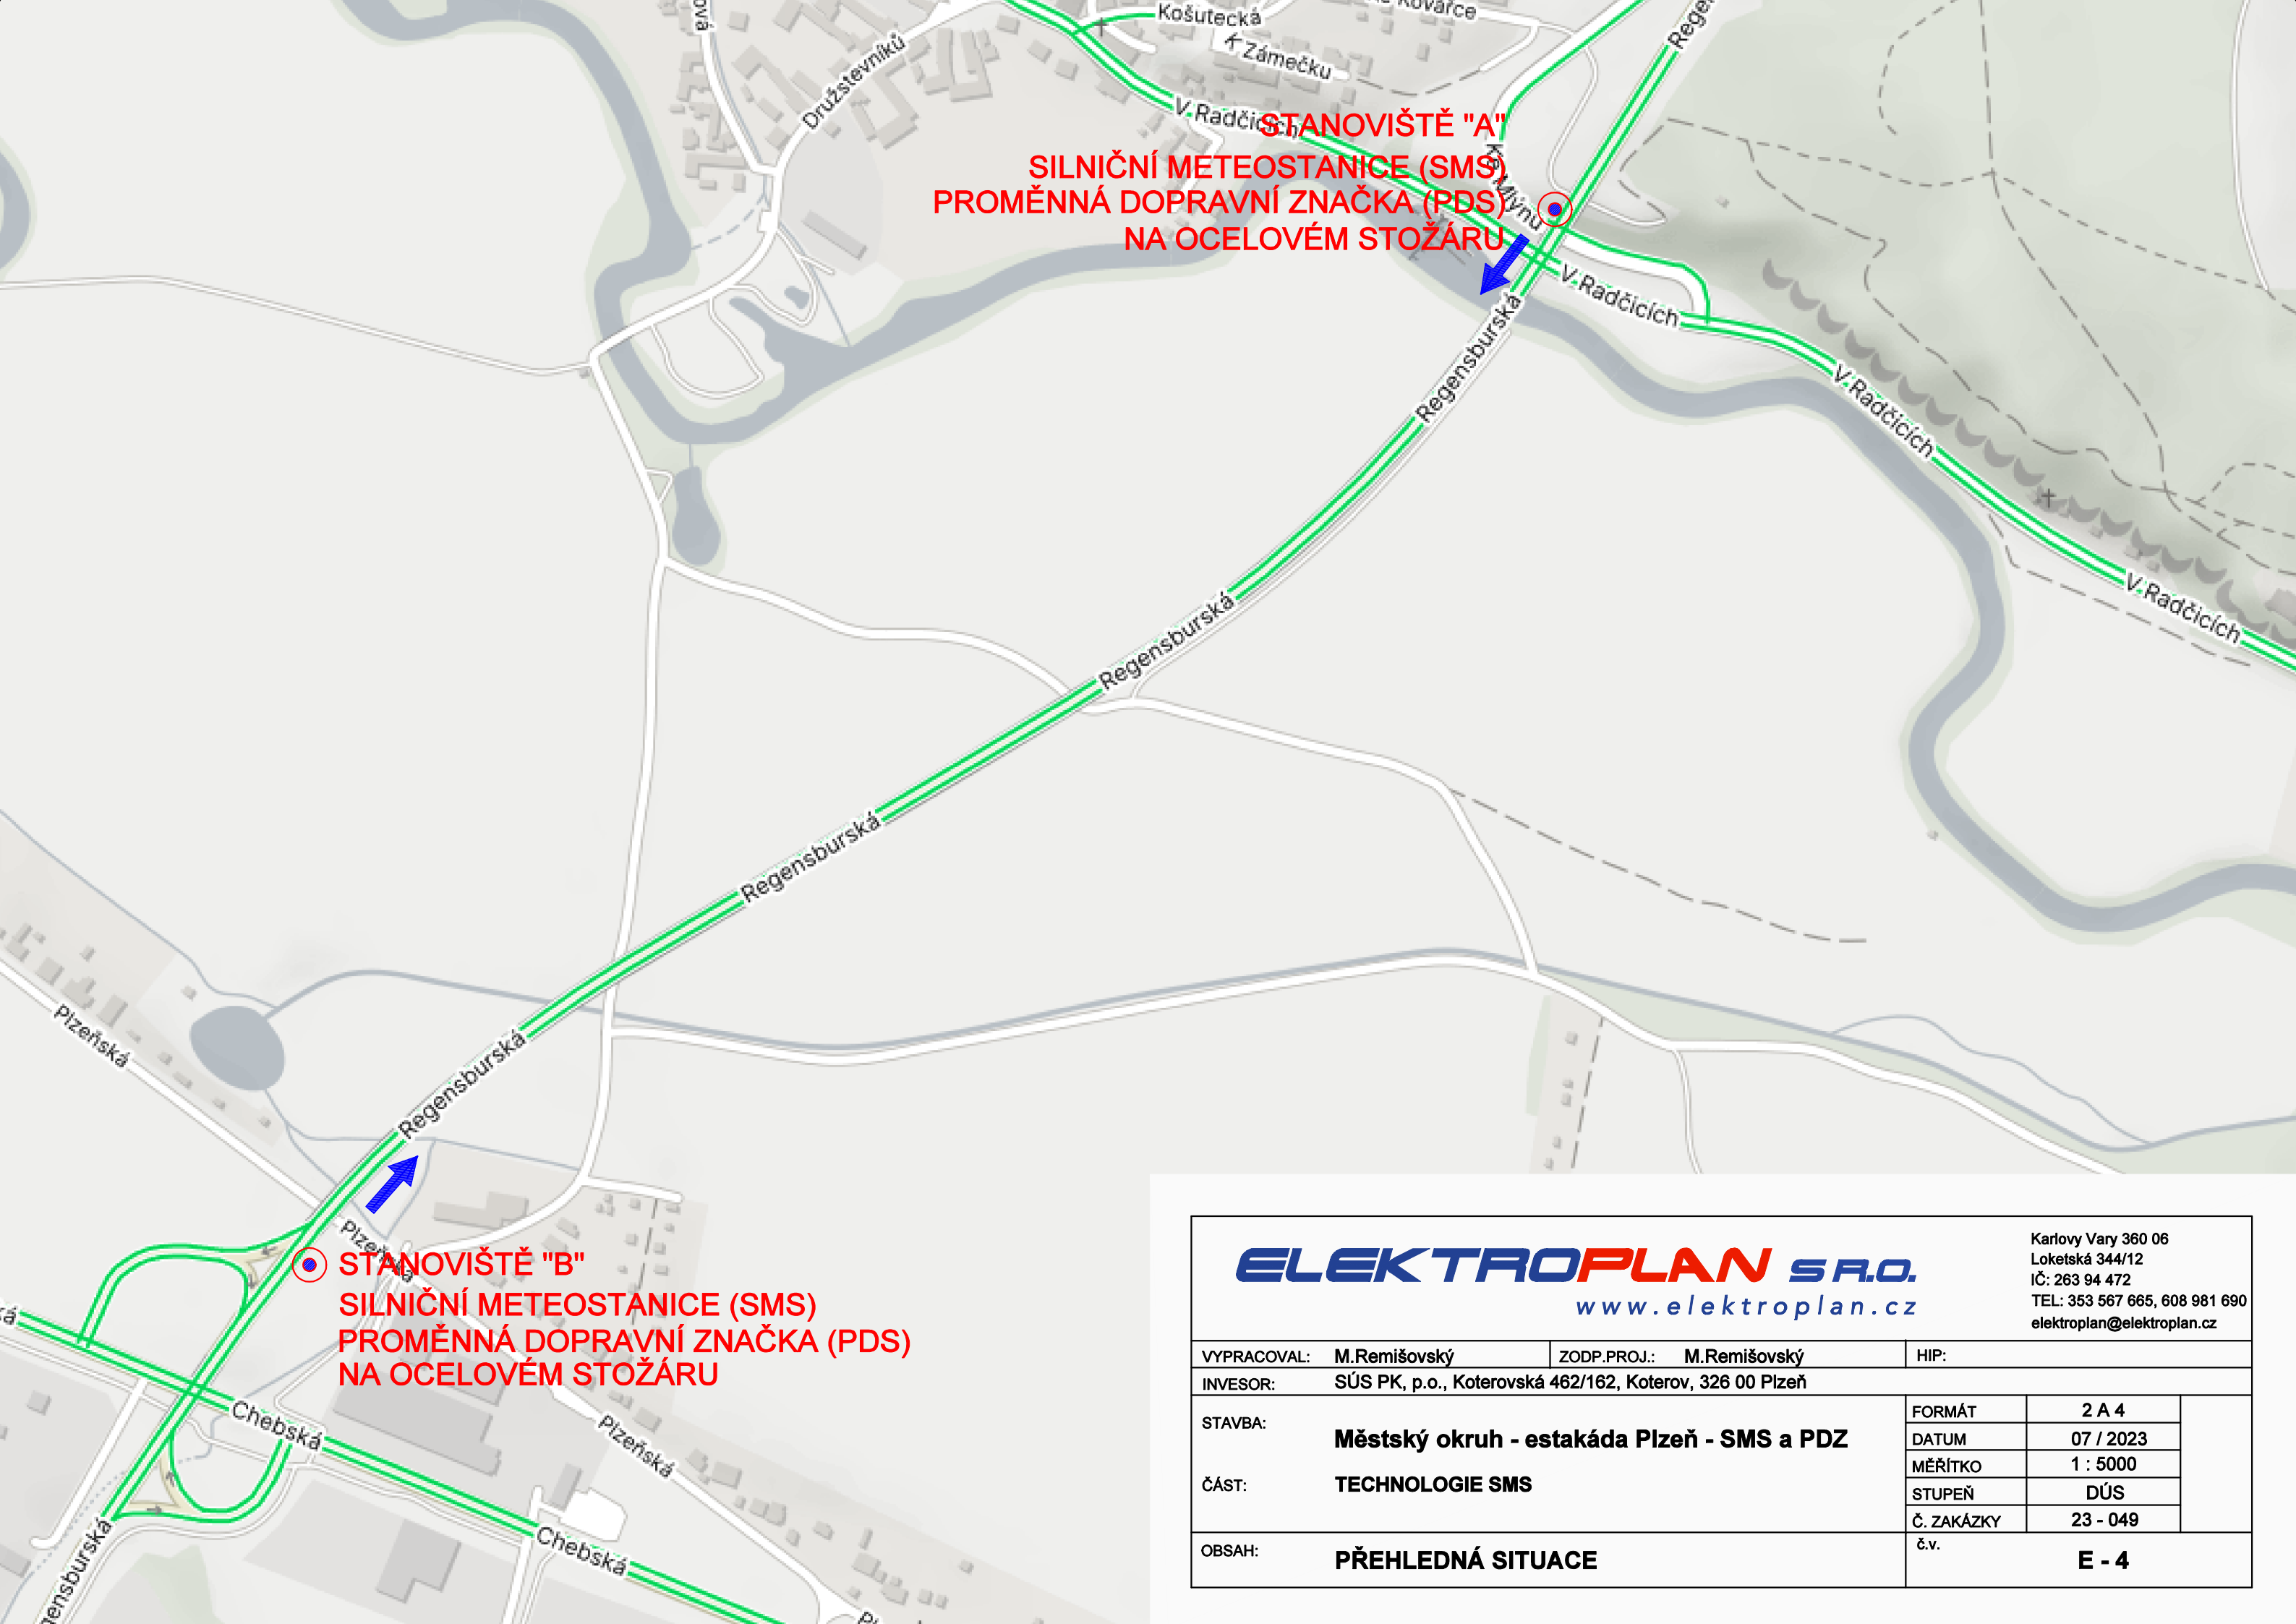 Košutecká
K Zámečku
Kovářce
Družstevníků
V Radčicích
STANOVIŠTĚ "A"
SILNIČNÍ METEOSTANICE (SMS)
PROMĚNNÁ DOPRAVNÍ ZNAČKA (PDS)
NA OCELOVÉM STOŽÁRU
Ke Mlýnu
V Radčicích
Regensburská
V Radčicích
V Radčicích
Regensburská
Regensburská
Plzeňská
Regensburská
Plzeňská
STANOVIŠTĚ "B"
SILNIČNÍ METEOSTANICE (SMS)
PROMĚNNÁ DOPRAVNÍ ZNAČKA (PDS)
NA OCELOVÉM STOŽÁRU
Chebská
Plzeňská
Chebská
ensburská
ELEKTROPLAN S R.O.
www.elektroplan.cz
Karlovy Vary 360 06
Loketská 344/12
IČ: 263 94 472
TEL: 353 567 665, 608 981 690
elektroplan@elektroplan.cz
VYPRACOVAL: M.Remišovský ZODP.PROJ.: M.Remišovský HIP:
INVESOR: SÚS PK, p.o., Koterovská 462/162, Koterov, 326 00 Plzeň
STAVBA: Městský okruh - estakáda Plzeň - SMS a PDZ
ČÁST: TECHNOLOGIE SMS
FORMÁT 2 A 4
DATUM 07 / 2023
MĚŘÍTKO 1 : 5000
STUPEŇ DÚS
Č. ZAKÁZKY 23 - 049
OBSAH: PŘEHLEDNÁ SITUACE
č.v. E - 4